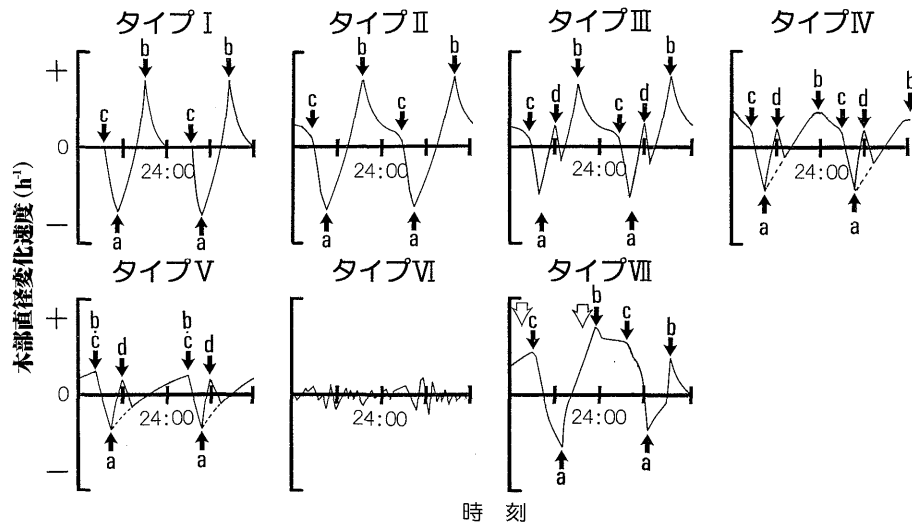 タイプⅠ
タイプⅡ
タイプⅢ
タイプⅣ
木部直径変化速度(h⁻¹)
+
0
−
c
b
c
b
24:00
a
a
c
b
c
b
24:00
a
a
c
d
b
c
d
b
24:00
a
a
c
d
b
c
d
b
24:00
a
a
タイプⅤ
タイプⅥ
タイプⅦ
+
0
−
b
·
c
d
b
·
c
d
24:00
a
a
24:00
c
b
c
b
24:00
a
a
時 刻